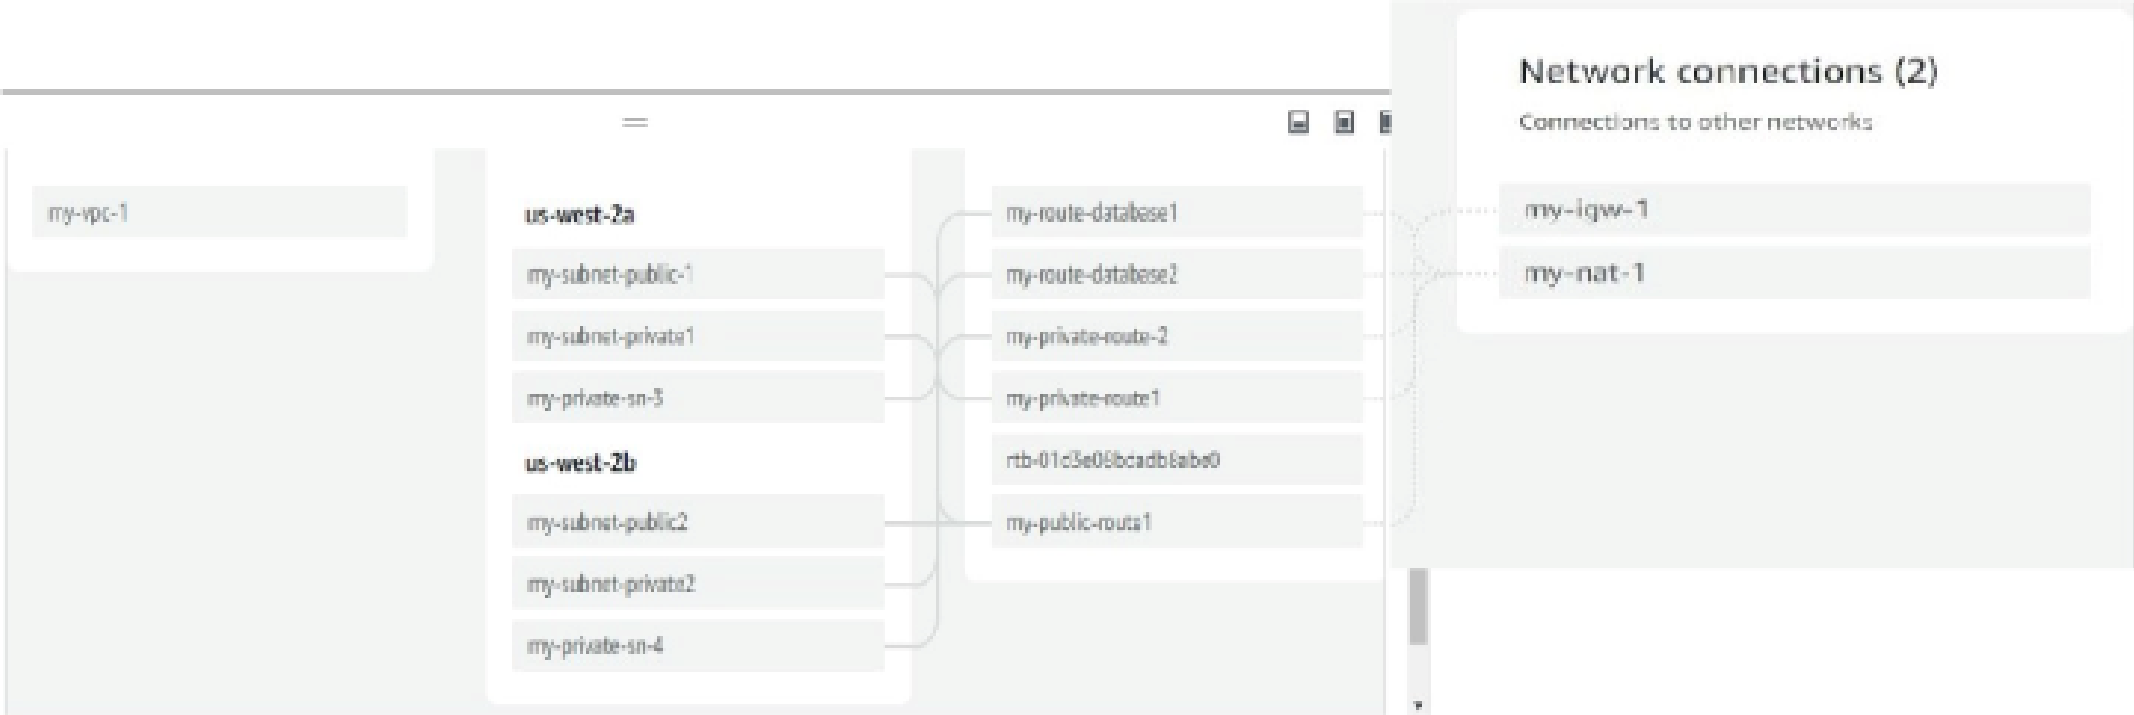 my-vpc-1
us-west-2a
my-subnet-public-1
my-subnet-private1
my-private-sn-3
us-west-2b
my-subnet-public2
my-subnet-private2
my-private-sn-4
my-route-database1
my-route-database2
my-private-route-2
my-private-route1
my-public-route1
Network connections (2)
Connections to other networks
my-igw-1
my-nat-1